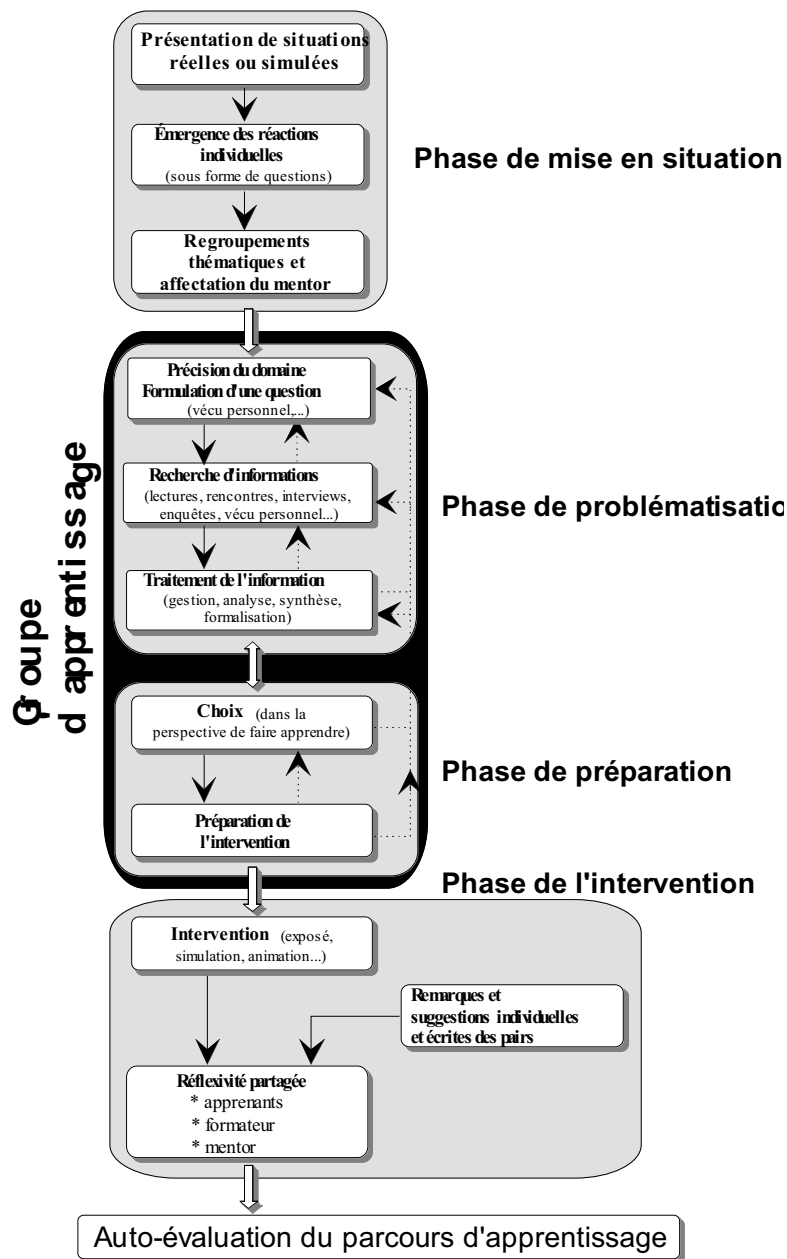 Présentation de situations
réelles ou simulées
Émergence des réactions
individuelles
(sous forme de questions)
Phase de mise en situation
Regroupements
thématiques et
affectation du mentor
Groupe
d'apprentissage
Précision du domaine
Formulation d'une question
(vécu personnel,...)
Recherche d'informations
(lectures, rencontres, interviews,
enquêtes, vécu personnel...)
Phase de problématisatio
Traitement de l'information
(gestion, analyse, synthèse,
formalisation)
Choix (dans la
perspective de faire apprendre)
Phase de préparation
Préparation de
l'intervention
Phase de l'intervention
Intervention (exposé,
simulation, animation...)
Remarques et
suggestions individuelles
et écrites des pairs
Réflexivité partagée
* apprenants
* formateur
* mentor
Auto-évaluation du parcours d'apprentissage